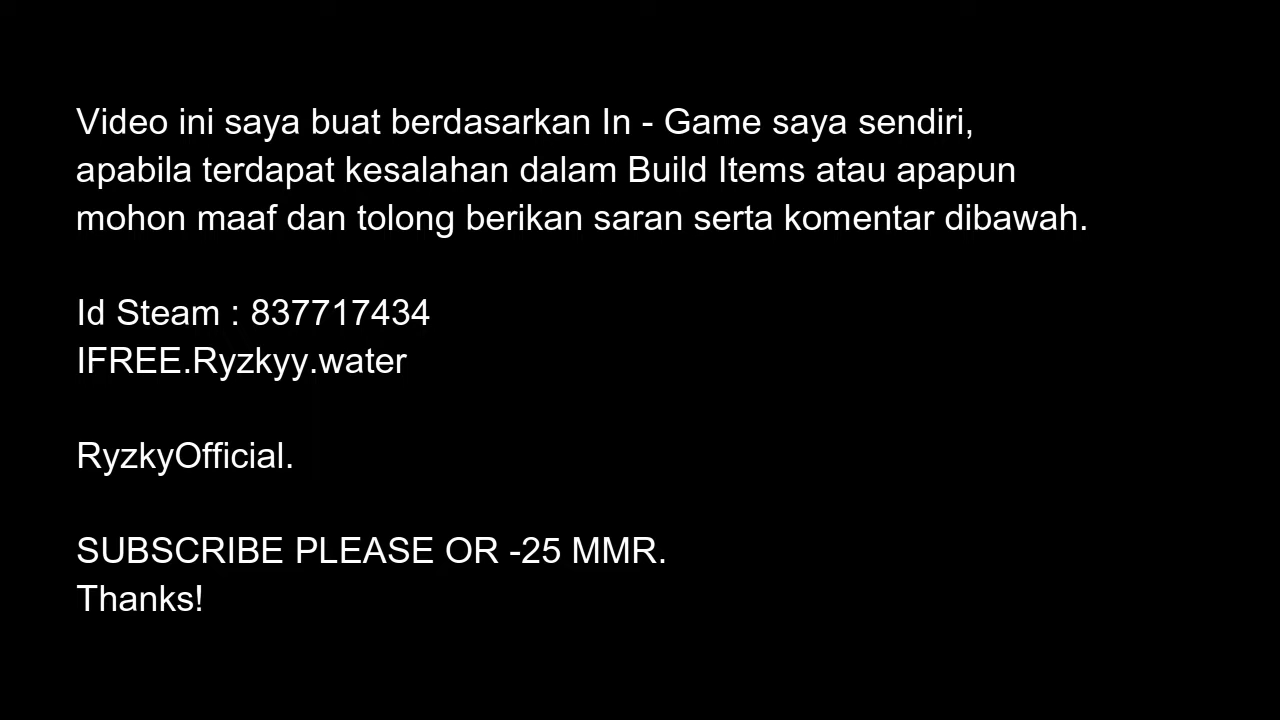 Video ini saya buat berdasarkan In - Game saya sendiri,
apabila terdapat kesalahan dalam Build Items atau apapun
mohon maaf dan tolong berikan saran serta komentar dibawah.
Id Steam : 837717434
IFREE.Ryzkyy.water
RyzkyOfficial.
SUBSCRIBE PLEASE OR -25 MMR.
Thanks!